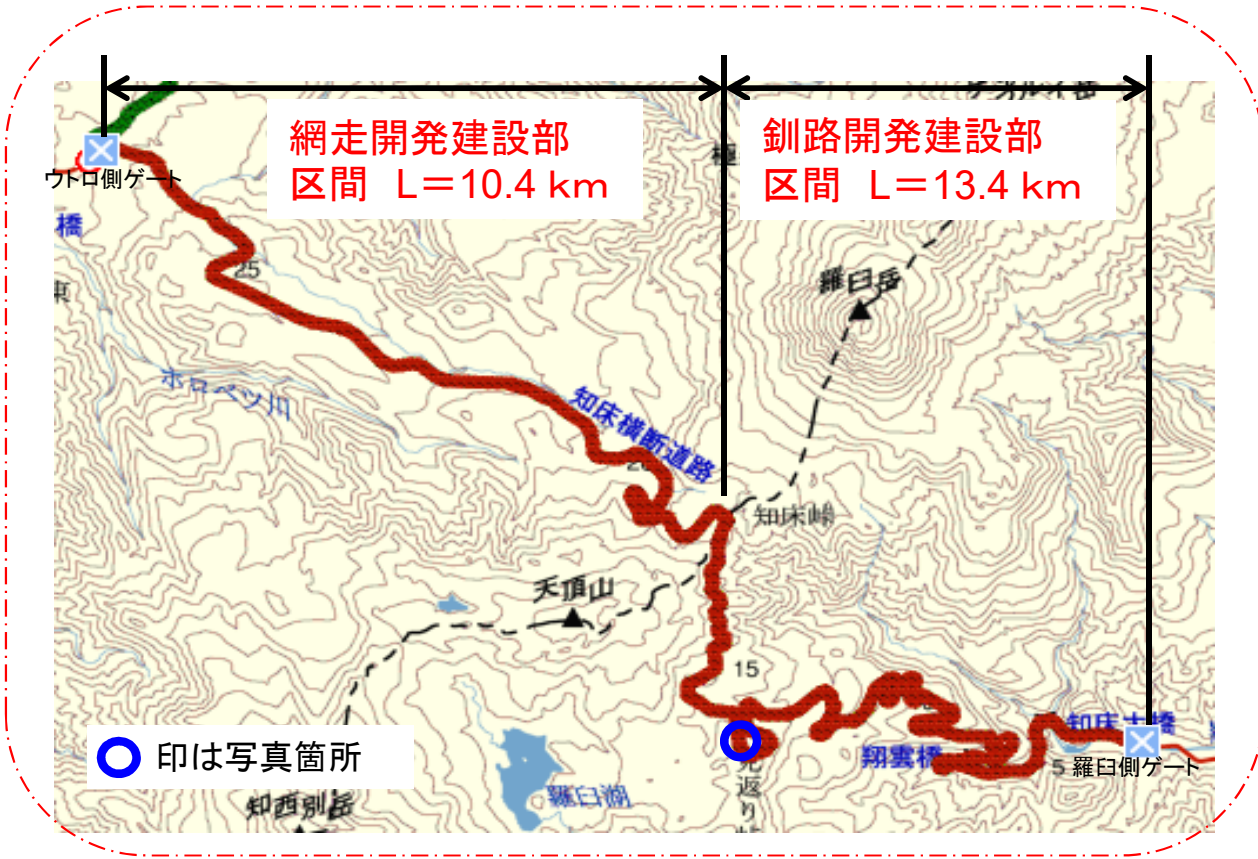 網走開発建設部
区間 L＝10.4 km
釧路開発建設部
区間 L＝13.4 km
ウトロ側ゲート
橋
25
羅臼岳
ホロベツ川
知床横断道路
知床峠
天頂山
15
知床大橋
翔雲橋
5
羅臼側ゲート
印は写真箇所
羅臼湖
知西別岳